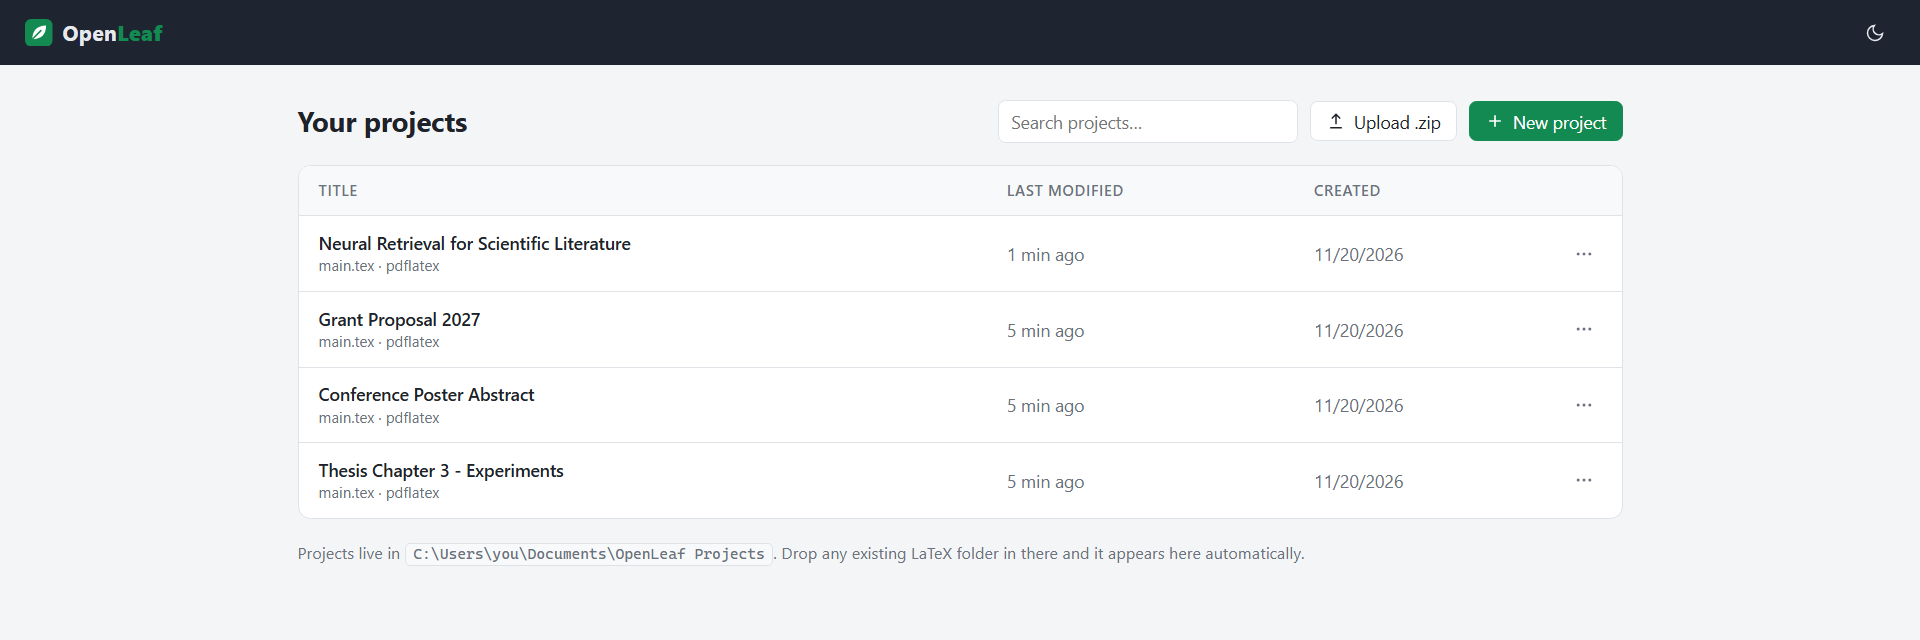 OpenLeaf
Your projects
Search projects...
Upload .zip
New project
TITLE LAST MODIFIED CREATED
Neural Retrieval for Scientific Literature
main.tex · pdflatex
1 min ago 11/20/2026
Grant Proposal 2027
main.tex · pdflatex
5 min ago 11/20/2026
Conference Poster Abstract
main.tex · pdflatex
5 min ago 11/20/2026
Thesis Chapter 3 - Experiments
main.tex · pdflatex
5 min ago 11/20/2026
Projects live in C:\Users\you\Documents\OpenLeaf Projects. Drop any existing LaTeX folder in there and it appears here automatically.